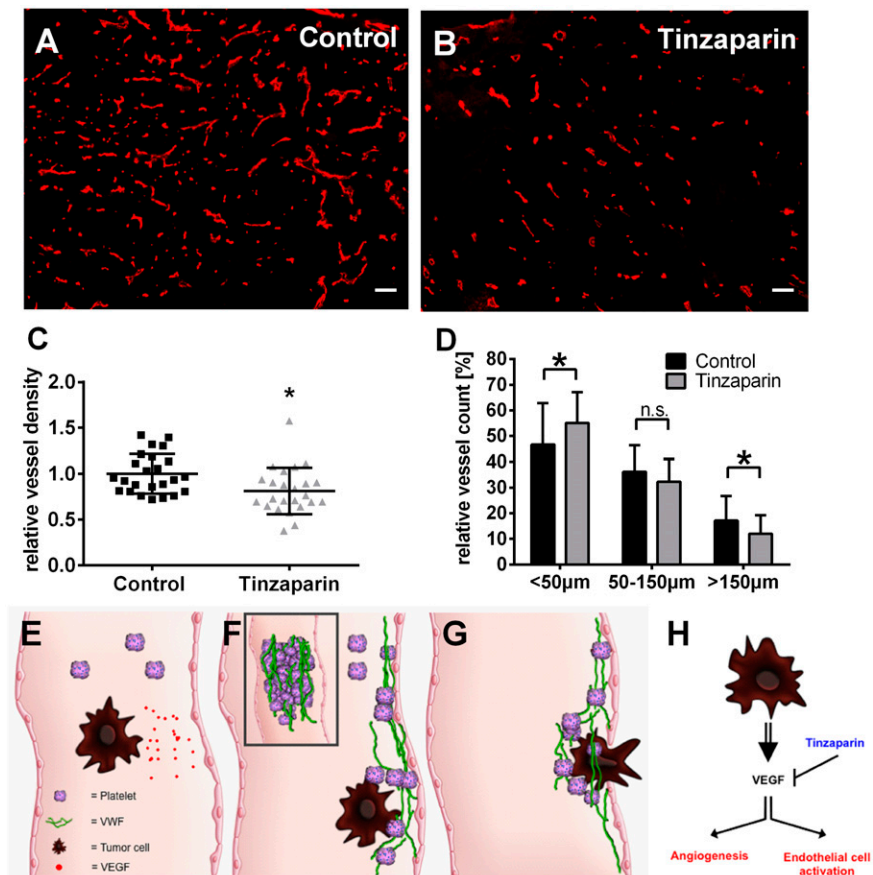 A
Control
B
Tinzaparin
C
relative vessel density
2.0
1.5
1.0
0.5
0.0
Control
Tinzaparin
*
D
relative vessel count [%]
80
70
60
50
40
30
20
10
0
Control
Tinzaparin
*
n.s.
*
<50µm
50-150µm
>150µm
E
= Platelet
= VWF
= Tumor cell
= VEGF
F
G
H
Tinzaparin
VEGF
Angiogenesis
Endothelial cell
activation